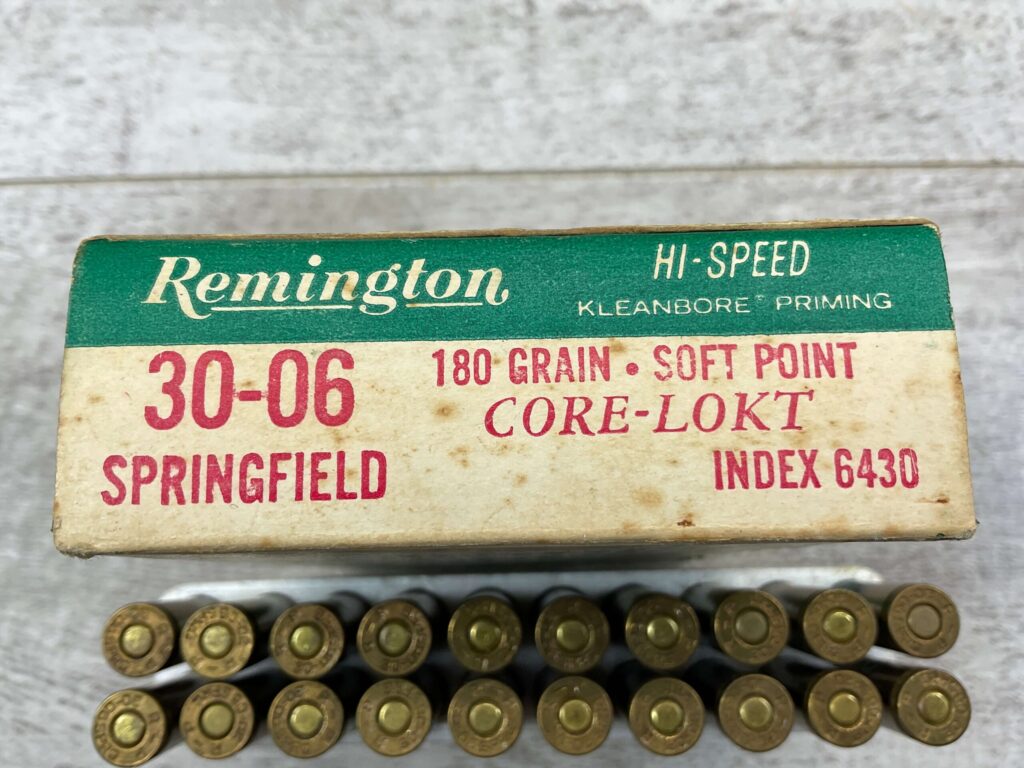 Remington
HI-SPEED
KLEANBORE® PRIMING
30-06
SPRINGFIELD
180 GRAIN • SOFT POINT
CORE-LOKT
INDEX 6430